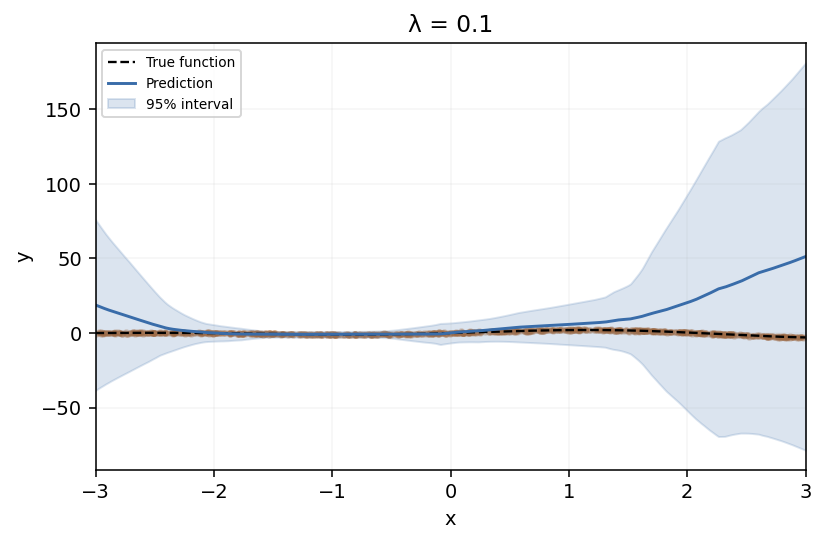 λ = 0.1
True function
Prediction
95% interval
150
100
50
0
−50
y
−3
−2
−1
0
1
2
3
x